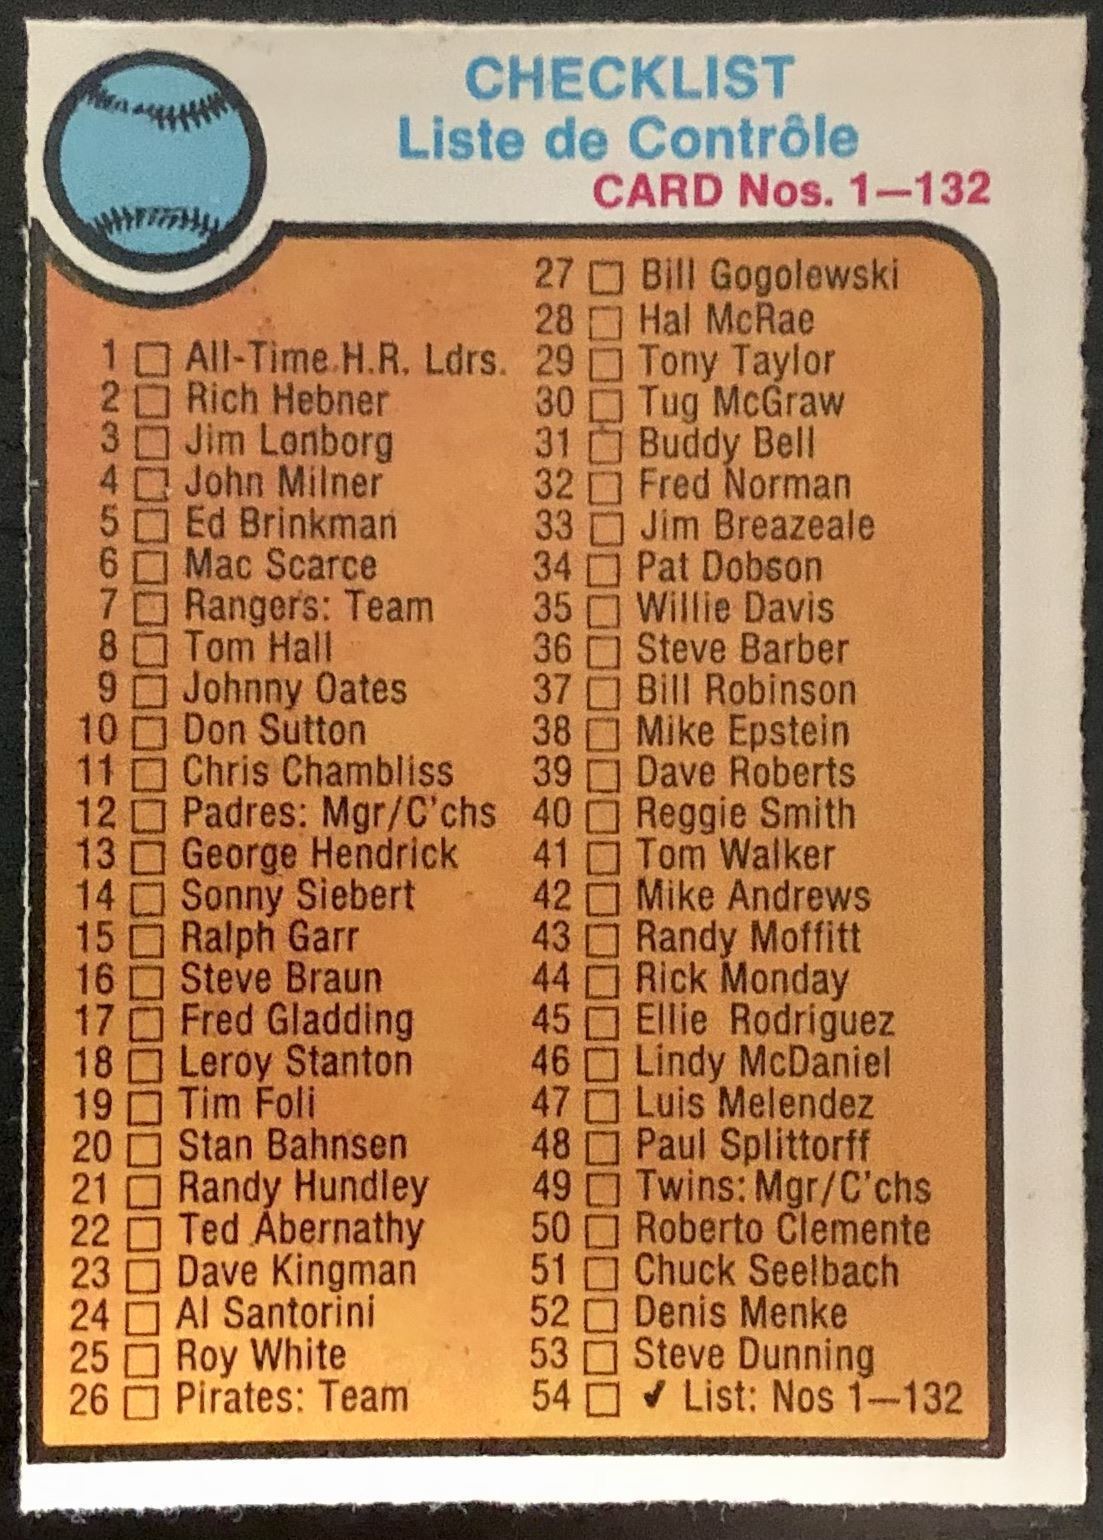 CHECKLIST
Liste de Contrôle
CARD Nos. 1—132
1 All-Time H.R. Ldrs.
2 Rich Hebner
3 Jim Lonborg
4 John Milner
5 Ed Brinkman
6 Mac Scarce
7 Rangers: Team
8 Tom Hall
9 Johnny Oates
10 Don Sutton
11 Chris Chambliss
12 Padres: Mgr/C'chs
13 George Hendrick
14 Sonny Siebert
15 Ralph Garr
16 Steve Braun
17 Fred Gladding
18 Leroy Stanton
19 Tim Foli
20 Stan Bahnsen
21 Randy Hundley
22 Ted Abernathy
23 Dave Kingman
24 Al Santorini
25 Roy White
26 Pirates: Team
27 Bill Gogolewski
28 Hal McRae
29 Tony Taylor
30 Tug McGraw
31 Buddy Bell
32 Fred Norman
33 Jim Breazeale
34 Pat Dobson
35 Willie Davis
36 Steve Barber
37 Bill Robinson
38 Mike Epstein
39 Dave Roberts
40 Reggie Smith
41 Tom Walker
42 Mike Andrews
43 Randy Moffitt
44 Rick Monday
45 Ellie Rodriguez
46 Lindy McDaniel
47 Luis Melendez
48 Paul Splittorff
49 Twins: Mgr/C'chs
50 Roberto Clemente
51 Chuck Seelbach
52 Denis Menke
53 Steve Dunning
54 ✓ List: Nos 1—132